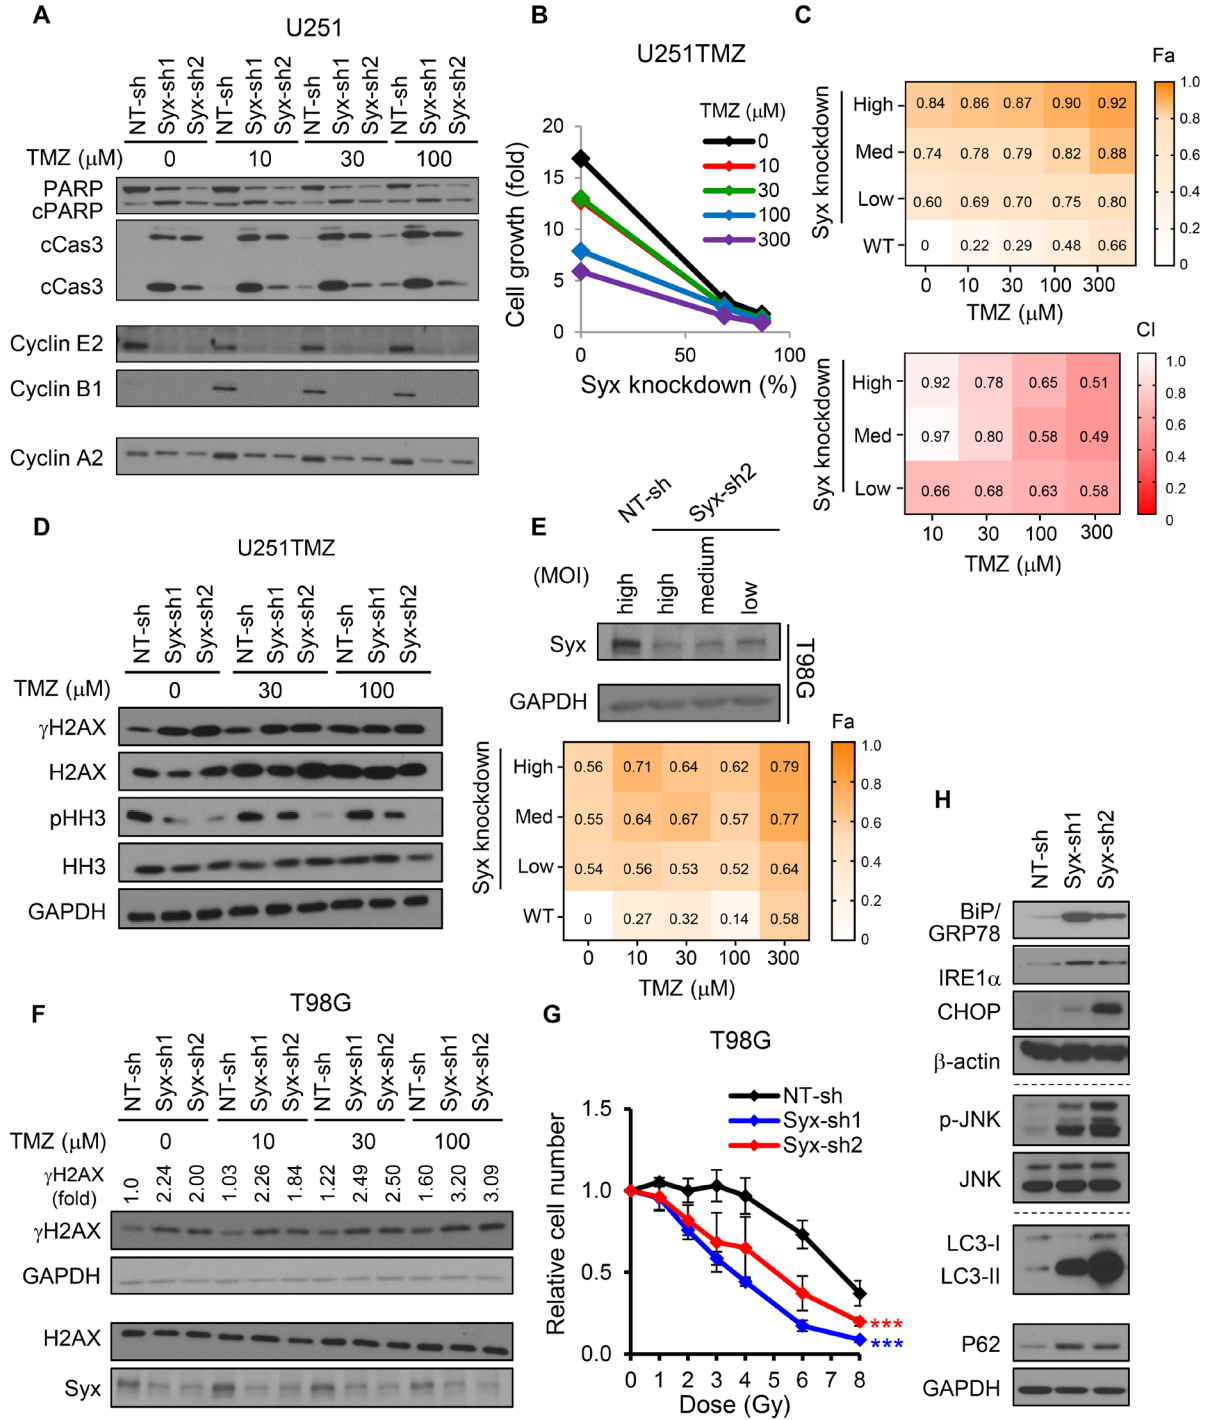 A
U251
NT-sh
Syx-sh1
Syx-sh2
NT-sh
Syx-sh1
Syx-sh2
NT-sh
Syx-sh1
Syx-sh2
NT-sh
Syx-sh1
Syx-sh2
TMZ (μM) 0 10 30 100
PARP
cPARP
cCas3
cCas3
Cyclin E2
Cyclin B1
Cyclin A2
B
U251TMZ
TMZ (μM)
0
10
30
100
300
Cell growth (fold)
20
15
10
5
0
0 50 100
Syx knockdown (%)
C
Fa
Syx knockdown
High 0.84 0.86 0.87 0.90 0.92
Med 0.74 0.78 0.79 0.82 0.88
Low 0.60 0.69 0.70 0.75 0.80
WT 0 0.22 0.29 0.48 0.66
0 10 30 100 300
TMZ (μM)
1.0
0.8
0.6
0.4
0.2
0
CI
Syx knockdown
High 0.92 0.78 0.65 0.51
Med 0.97 0.80 0.58 0.49
Low 0.66 0.68 0.63 0.58
10 30 100 300
TMZ (μM)
1.0
0.8
0.6
0.4
0.2
0
D
U251TMZ
NT-sh
Syx-sh1
Syx-sh2
NT-sh
Syx-sh1
Syx-sh2
NT-sh
Syx-sh1
Syx-sh2
TMZ (μM) 0 30 100
γH2AX
H2AX
pHH3
HH3
GAPDH
E
NT-sh
Syx-sh2
(MOI)
high
high
medium
low
Syx
GAPDH
T98G
Fa
Syx knockdown
High 0.56 0.71 0.64 0.62 0.79
Med 0.55 0.64 0.67 0.57 0.77
Low 0.54 0.56 0.53 0.52 0.64
WT 0 0.27 0.32 0.14 0.58
0 10 30 100 300
TMZ (μM)
1.0
0.8
0.6
0.4
0.2
0
F
T98G
NT-sh
Syx-sh1
Syx-sh2
NT-sh
Syx-sh1
Syx-sh2
NT-sh
Syx-sh1
Syx-sh2
NT-sh
Syx-sh1
Syx-sh2
TMZ (μM) 0 10 30 100
γH2AX
(fold)
1.0
2.24
2.00
1.03
2.26
1.84
1.22
2.49
2.50
1.60
3.20
3.09
γH2AX
GAPDH
H2AX
Syx
G
T98G
NT-sh
Syx-sh1
Syx-sh2
Relative cell number
1.5
1.0
0.5
0.0
***
***
0 1 2 3 4 5 6 7 8
Dose (Gy)
H
NT-sh
Syx-sh1
Syx-sh2
BiP/
GRP78
IRE1α
CHOP
β-actin
p-JNK
JNK
LC3-I
LC3-II
P62
GAPDH